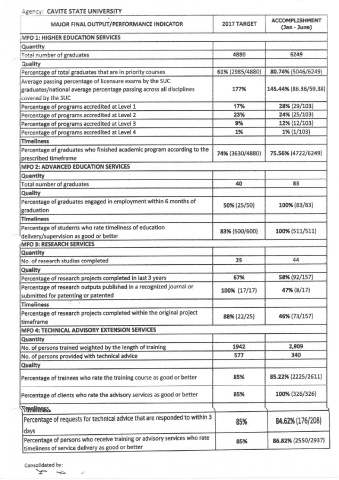 Agency: CAVITE STATE UNIVERSITY
MAJOR FINAL OUTPUT/PERFORMANCE INDICATOR 2017 TARGET ACCOMPLISHMENT (Jan - June)
MFO 1: HIGHER EDUCATION SERVICES
Quantity
Total number of graduates 4880 6249
Quality
Percentage of total graduates that are in priority courses 61% (2985/4880) 80.74% (5046/6249)
Average passing percentage of licensure exams by the SUC
graduates/national average percentage passing across all disciplines 177% 145.44% (86.36/59.38)
covered by the SUC
Percentage of programs accredited at Level 1 17% 28% (29/103)
Percentage of programs accredited at Level 2 23% 24% (25/103)
Percentage of programs accredited at Level 3 9% 12% (12/103)
Percentage of programs accredited at Level 4 1% 1% (1/103)
Timeliness
Percentage of graduates who finished academic program according to the 74% (3630/4880) 75.56% (4722/6249)
prescribed timeframe
MFO 2: ADVANCED EDUCATION SERVICES
Quantity
Total number of graduates 40 83
Quality
Percentage of graduates engaged in employment within 6 months of 50% (25/50) 100% (83/83)
graduation
Timeliness
Percentage of students who rate timeliness of education 83% (500/600) 100% (511/511)
delivery/supervision as good or better
MFO 3: RESEARCH SERVICES
Quantity
No. of research studies completed 25 44
Quality
Percentage of research projects completed in last 3 years 67% 58% (92/157)
Percentage of research outputs published in a recognized journal or 100% (17/17) 47% (8/17)
submitted for patenting or patented
Timeliness
Percentage of research projects completed within the original project 88% (22/25) 46% (73/157)
timeframe
MFO 4: TECHNICAL ADVISORY EXTENSION SERVICES
Quantity
No. of persons trained weighted by the length of training 1942 2,909
No. of persons provided with technical advice 577 340
Quality
Percentage of trainees who rate the training course as good or better 85% 85.22% (2225/2611)
Percentage of clients who rate the advisory services as good or better 85% 100% (326/326)
Timeliness
Percentage of requests for technical advice that are responded to within 3 85% 84.62% (176/208)
days
Percentage of persons who receive training or advisory services who rate 85% 86.82% (2550/2937)
timeliness of service delivery as good or better
Consolidated by: